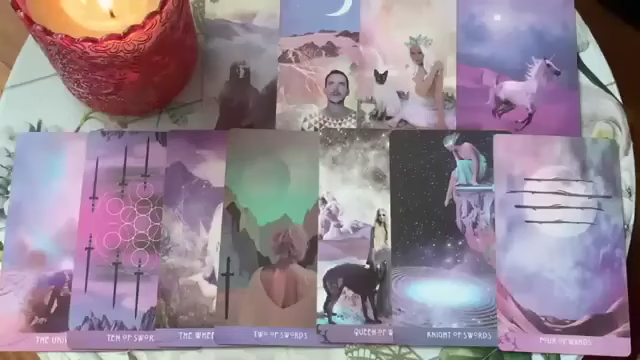 THE UNI
TEN OF SWOR
THE WHEE
TWO OF SWORDS
QUEEN OF W
KNIGHT OF SWORDS
FOUR OF WANDS